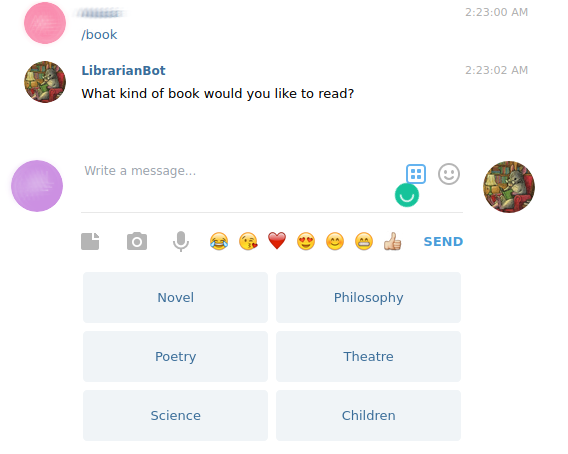 2:23:00 AM
/book
LibrarianBot 2:23:02 AM
What kind of book would you like to read?
Write a message...
SEND
Novel Philosophy
Poetry Theatre
Science Children